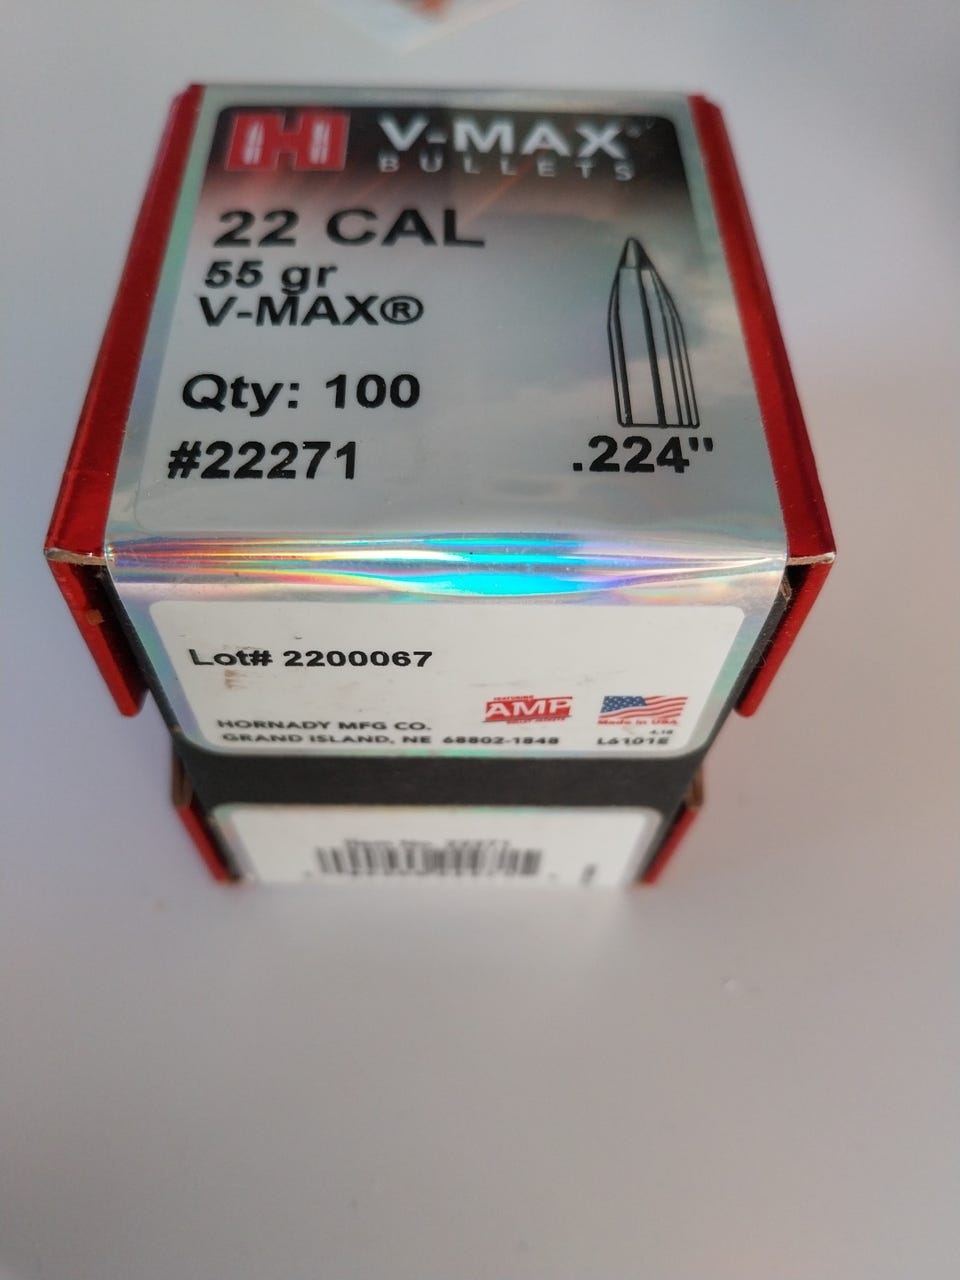 H V-MAX
BULLETS
22 CAL
55 gr
V-MAX®
Qty: 100
#22271
.224"
Lot# 2200067
AMP
Made in USA
HORNADY MFG CO.
GRAND ISLAND, NE 68802-1848
L6101E